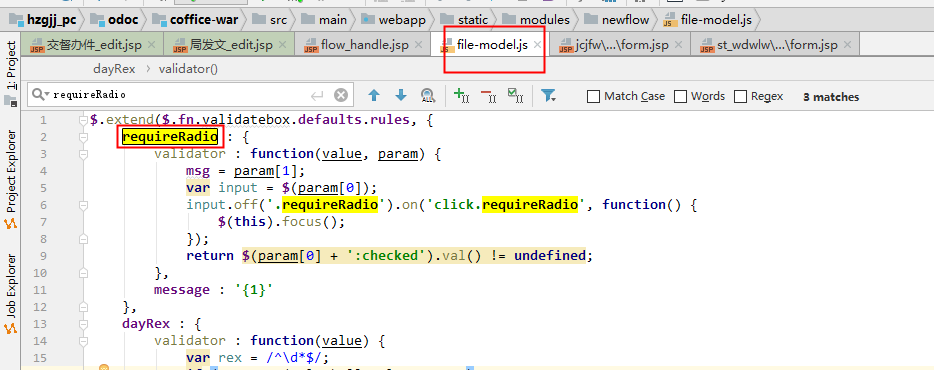 hzgjj_pc odoc coffice-war src main webapp static modules newflow file-model.js
交督办件_edit.jsp × 局发文_edit.jsp × flow_handle.jsp × file-model.js × jcjfw\...\form.jsp × st_wdwlw\...\form.jsp ×
dayRex > validator()
requireRadio Match Case Words Regex 3 matches
1 $.extend($.fn.validatebox.defaults.rules, {
2 requireRadio : {
3 validator : function(value, param) {
4 msg = param[1];
5 var input = $(param[0]);
6 input.off('.requireRadio').on('click.requireRadio', function() {
7 $(this).focus();
8 });
9 return $(param[0] + ':checked').val() != undefined;
10 },
11 message : '{1}'
12 },
13 dayRex : {
14 validator : function(value) {
15 var rex = /^\d*$/;
1: Project
Project Explorer
Job Explorer